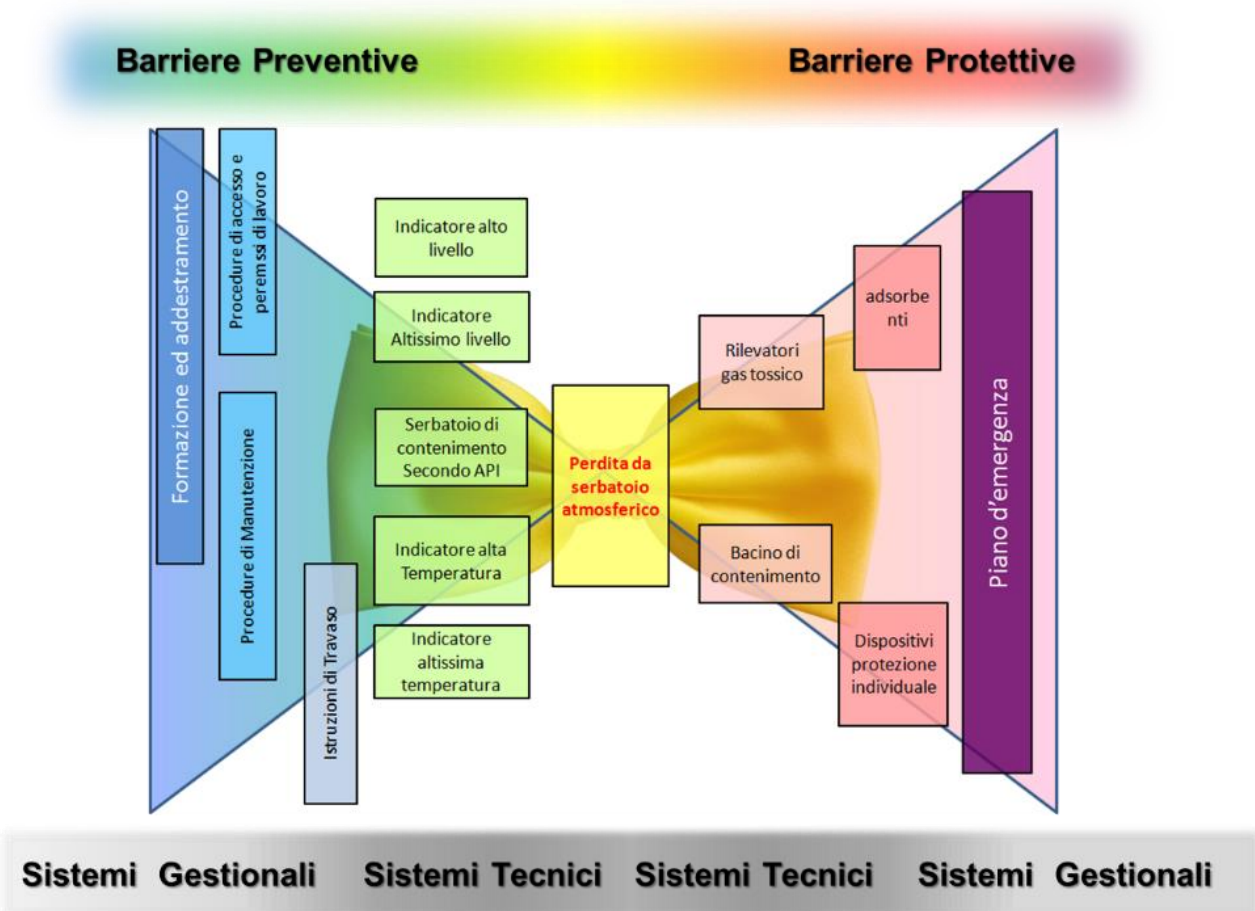 Barriere Preventive
Barriere Protettive
Formazione ed addestramento
Procedure di accesso e
peremssi di lavoro
Procedure di Manutenzione
Istruzioni di Travaso
Indicatore alto
livello
Indicatore
Altissimo livello
Serbatoio di
contenimento
Secondo API
Indicatore alta
Temperatura
Indicatore
altissima
temperatura
Perdita da
serbatoio
atmosferico
Rilevatori
gas tossico
Bacino di
contenimento
adsorbe
nti
Dispositivi
protezione
individuale
Piano d'emergenza
Sistemi Gestionali
Sistemi Tecnici
Sistemi Tecnici
Sistemi Gestionali